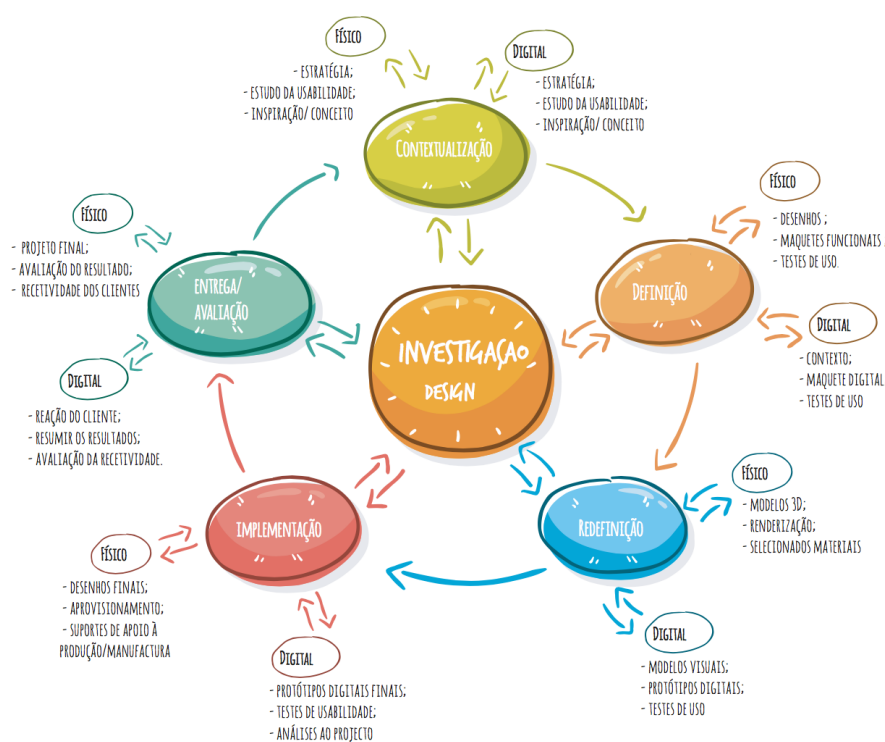 FÍSICO
- ESTRATÉGIA;
- ESTUDO DA USABILIDADE;
- INSPIRAÇÃO/ CONCEITO
DIGITAL
- ESTRATÉGIA;
- ESTUDO DA USABILIDADE;
- INSPIRAÇÃO/ CONCEITO
CONTEXTUALIZAÇÃO
FÍSICO
- DESENHOS ;
- MAQUETES FUNCIONAIS
- TESTES DE USO.
DEFINIÇÃO
DIGITAL
- CONTEXTO;
- MAQUETE DIGITAL
- TESTES DE USO
FÍSICO
- PROJETO FINAL;
- AVALIAÇÃO DO RESULTADO;
- RECETIVIDADE DOS CLIENTES
ENTREGA/
AVALIAÇÃO
DIGITAL
- REAÇÃO DO CLIENTE;
- RESUMIR OS RESULTADOS;
- AVALIAÇÃO DA RECETIVIDADE.
INVESTIGAÇAO
DESIGN
FÍSICO
- MODELOS 3D;
- RENDERIZAÇÃO;
- SELECIONADOS MATERIAIS
REDEFINIÇÃO
DIGITAL
- MODELOS VISUAIS;
- PROTÓTIPOS DIGITAIS;
- TESTES DE USO
IMPLEMENTAÇÃO
FÍSICO
- DESENHOS FINAIS;
- APROVISIONAMENTO;
- SUPORTES DE APOIO À
PRODUÇÃO/MANUFACTURA
DIGITAL
- PROTÓTIPOS DIGITAIS FINAIS;
- TESTES DE USABILIDADE;
- ANÁLISES AO PROJECTO